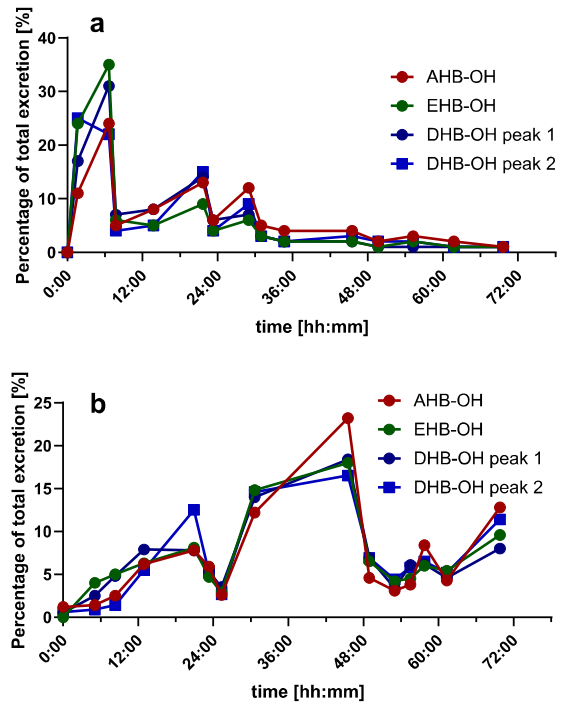 a
Percentage of total excretion [%]
40
30
20
10
0
AHB-OH
EHB-OH
DHB-OH peak 1
DHB-OH peak 2
0:00 12:00 24:00 36:00 48:00 60:00 72:00
time [hh:mm]
b
Percentage of total excretion [%]
25
20
15
10
5
0
AHB-OH
EHB-OH
DHB-OH peak 1
DHB-OH peak 2
0:00 12:00 24:00 36:00 48:00 60:00 72:00
time [hh:mm]